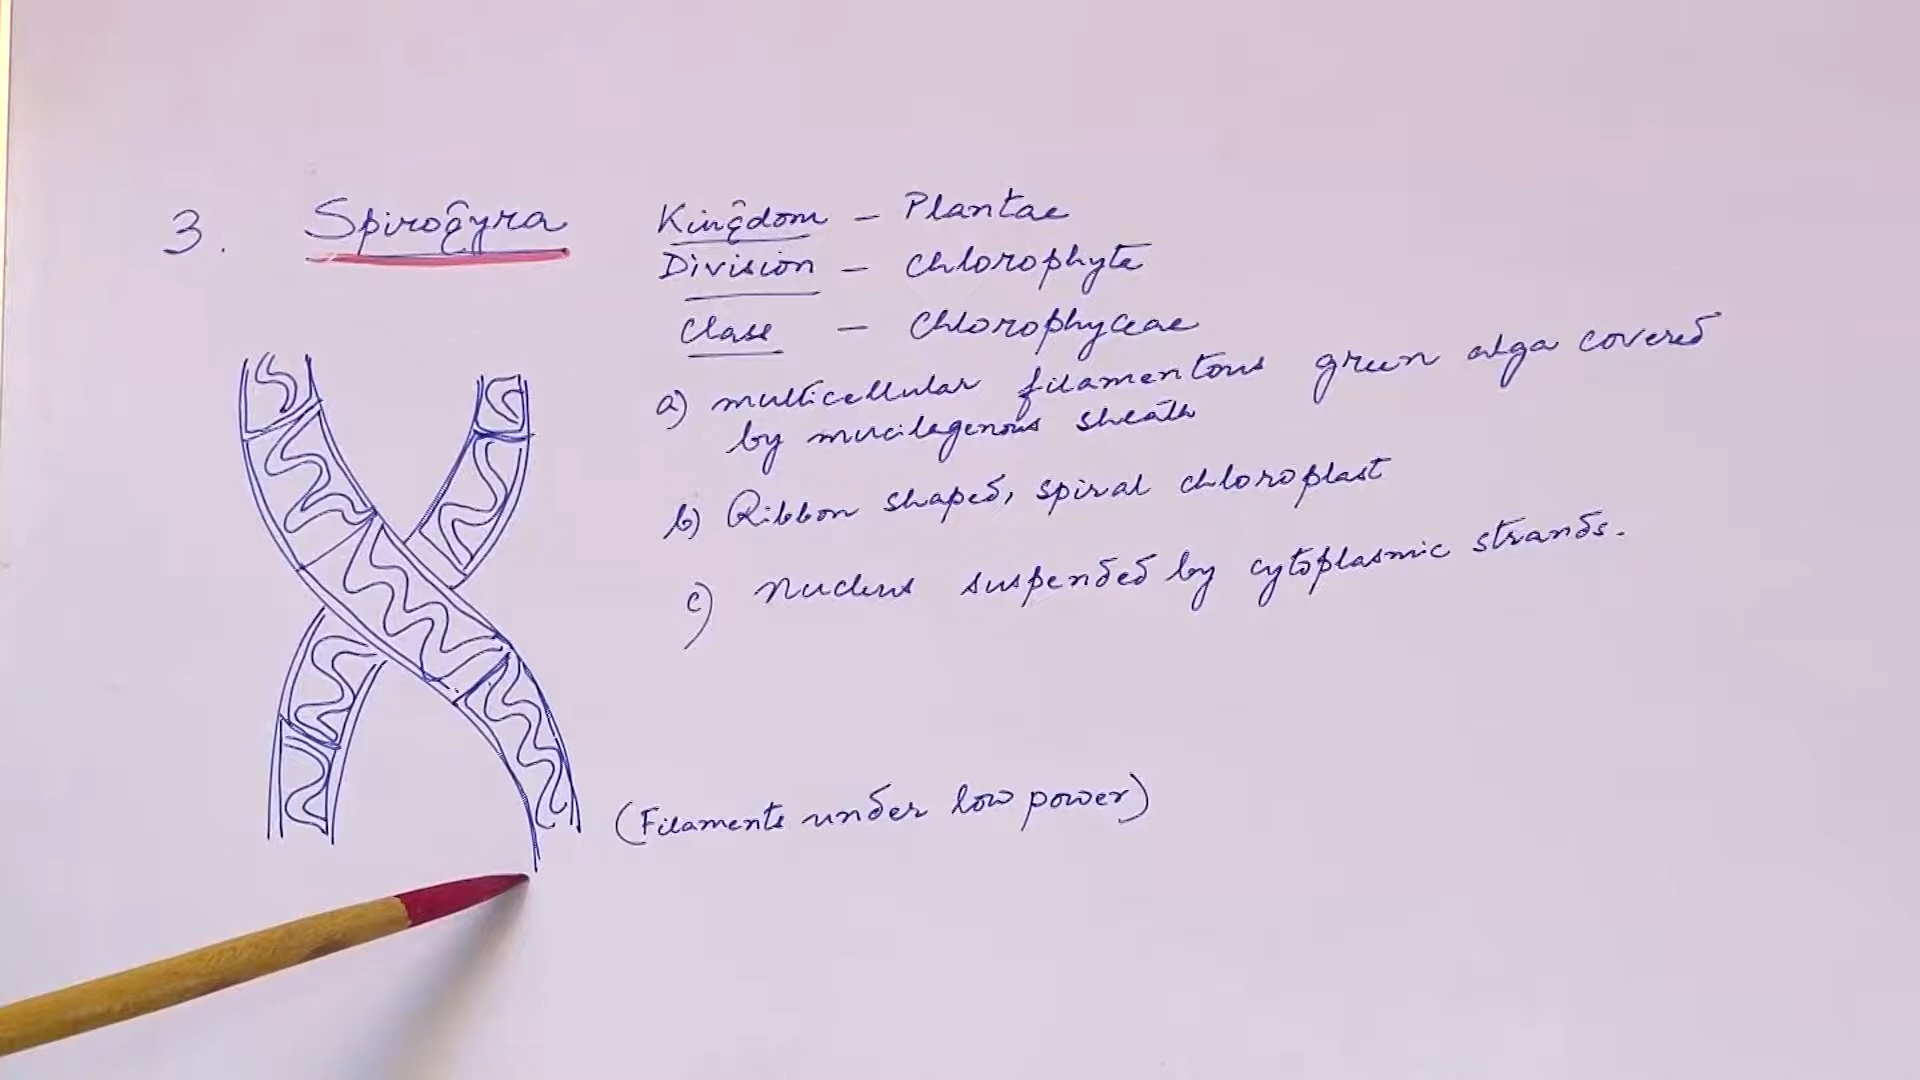 3. Spirogyra
Kingdom - Plantae
Division - Chlorophyta
Class - Chlorophyceae
a) multicellular filamentous green alga covered
by mucilagenous sheath
b) Ribbon shaped, spiral chloroplast
c) Nucleus suspended by cytoplasmic strands.
(Filaments under low power)